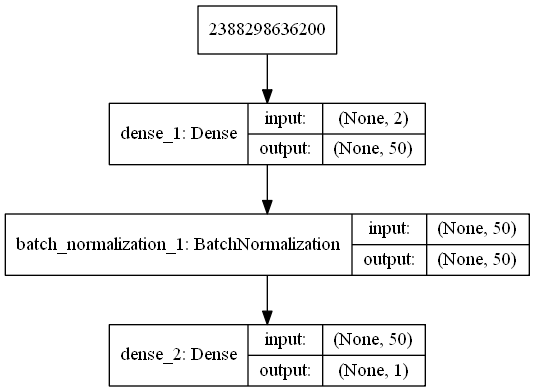 2388298636200
dense_1: Dense
input: (None, 2)
output: (None, 50)
batch_normalization_1: BatchNormalization
input: (None, 50)
output: (None, 50)
dense_2: Dense
input: (None, 50)
output: (None, 1)